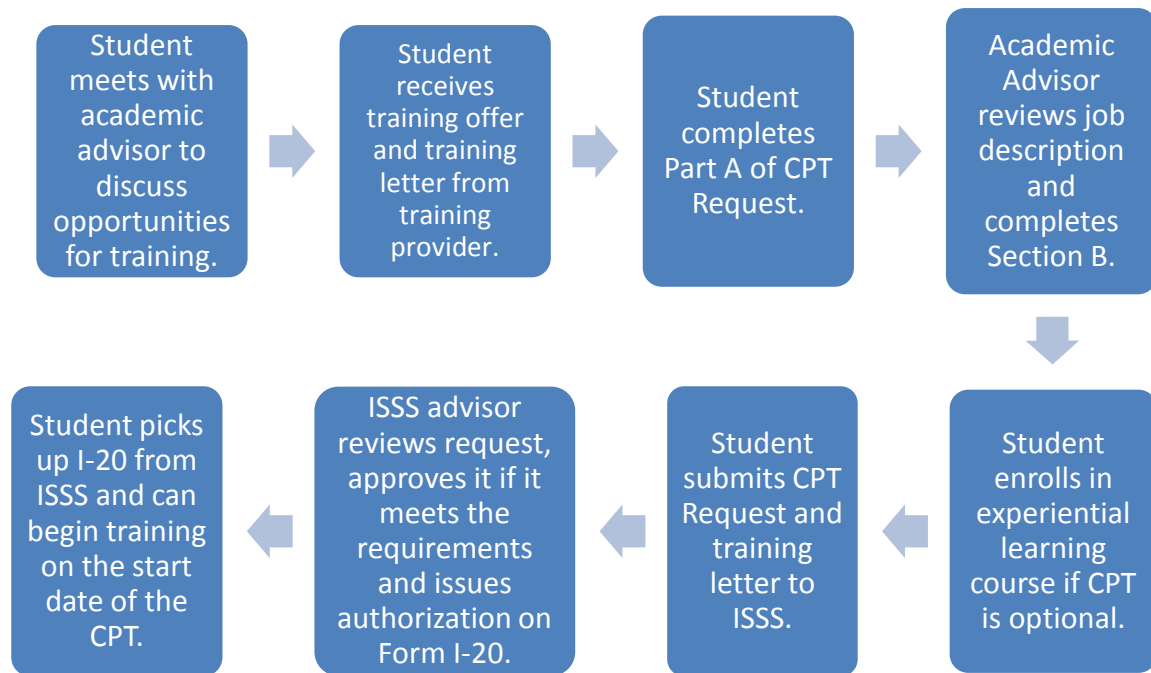 Student
meets with
academic
advisor to
discuss
opportunities
for training.
Student
receives
training offer
and training
letter from
training
provider.
Student
completes
Part A of CPT
Request.
Academic
Advisor
reviews job
description
and
completes
Section B.
Student
enrolls in
experiential
learning
course if CPT
is optional.
Student
submits CPT
Request and
training
letter to
ISSS.
ISSS advisor
reviews request,
approves it if it
meets the
requirements
and issues
authorization on
Form I-20.
Student picks
up I-20 from
ISSS and can
begin training
on the start
date of the
CPT.